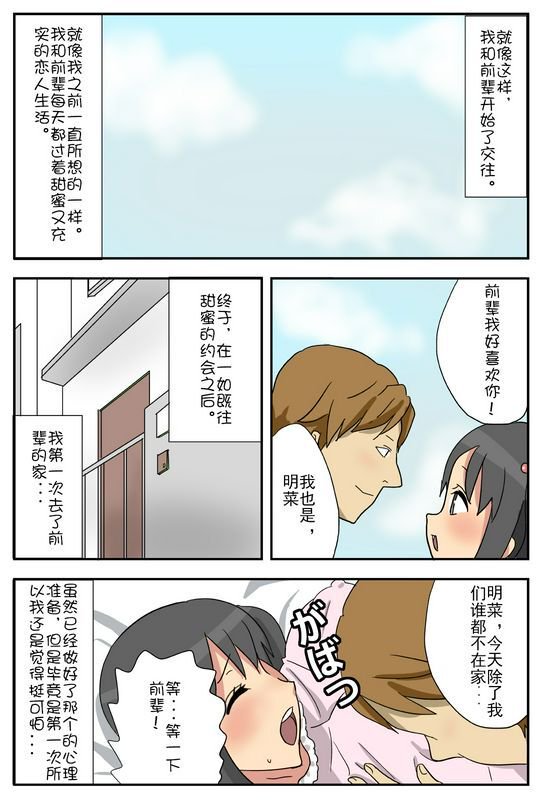 就像这样，
我和前辈开始了交往。
就像我之前一直所想的一样。
我和前辈每天都过着甜蜜又充
实的恋人生活。
前辈我好喜欢你！
我也是，
明菜
终于，在一如既往
甜蜜的约会之后。
我第一次去了前
辈的家・・・
明菜，今天除了我
们谁都不在家・・・
がばっ
等・・・等一下
前辈！
虽然已经做好了那个的心理
准备，但是毕竟是第一次所
以我还是觉得挺可怕・・・